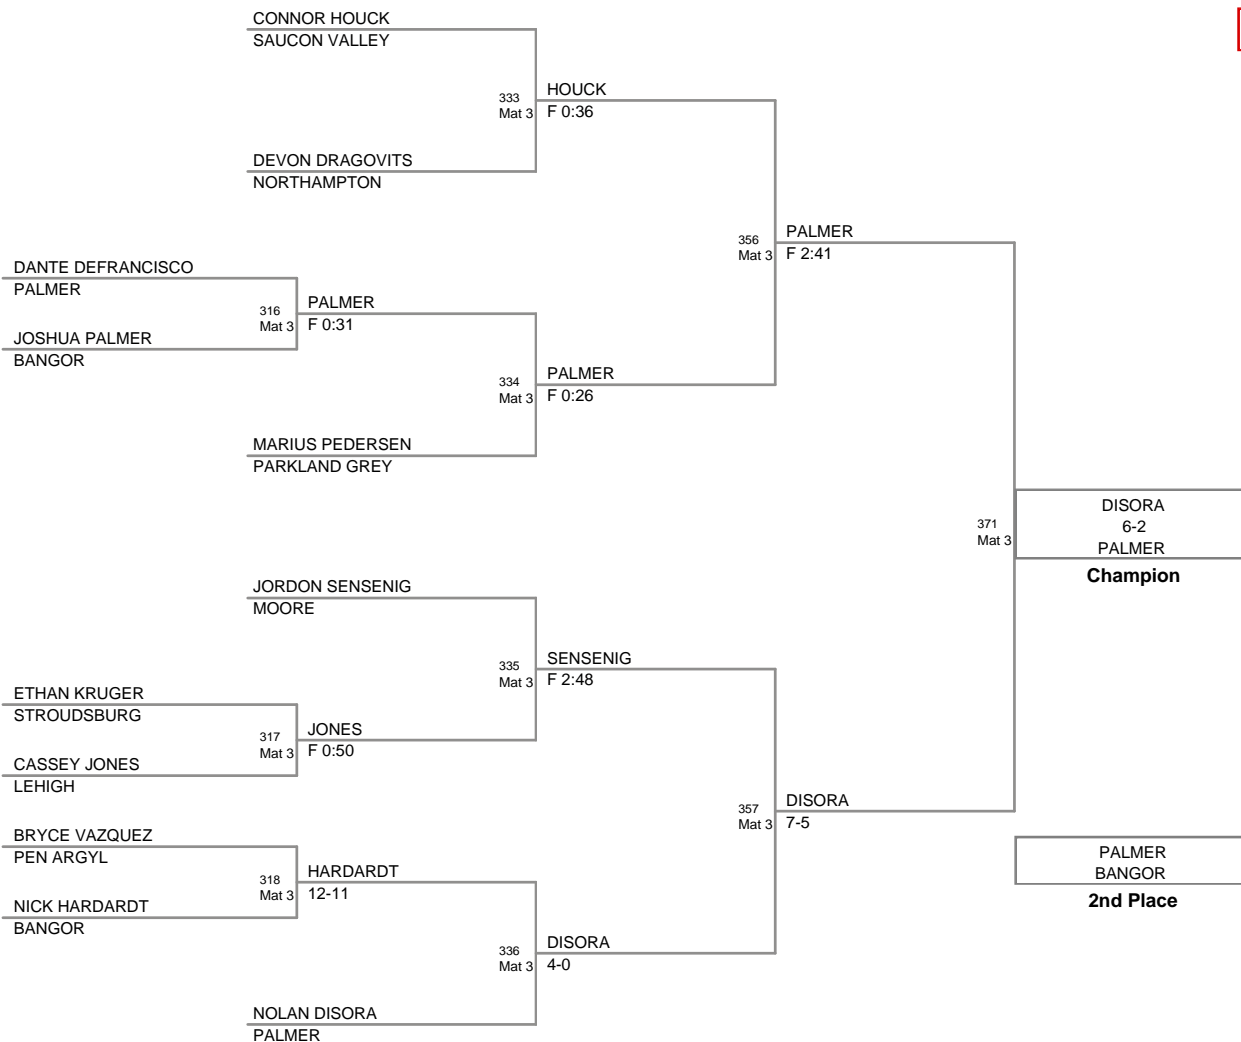 CONNOR HOUCK
SAUCON VALLEY
333
Mat 3
HOUCK
F 0:36
DEVON DRAGOVITS
NORTHAMPTON
356
Mat 3
PALMER
F 2:41
DANTE DEFRANCISCO
PALMER
316
Mat 3
PALMER
F 0:31
JOSHUA PALMER
BANGOR
334
Mat 3
PALMER
F 0:26
MARIUS PEDERSEN
PARKLAND GREY
371
Mat 3
DISORA
6-2
PALMER
Champion
JORDON SENSENIG
MOORE
335
Mat 3
SENSENIG
F 2:48
ETHAN KRUGER
STROUDSBURG
317
Mat 3
JONES
F 0:50
CASSEY JONES
LEHIGH
357
Mat 3
DISORA
7-5
BRYCE VAZQUEZ
PEN ARGYL
318
Mat 3
HARDARDT
12-11
NICK HARDARDT
BANGOR
PALMER
BANGOR
2nd Place
336
Mat 3
DISORA
4-0
NOLAN DISORA
PALMER